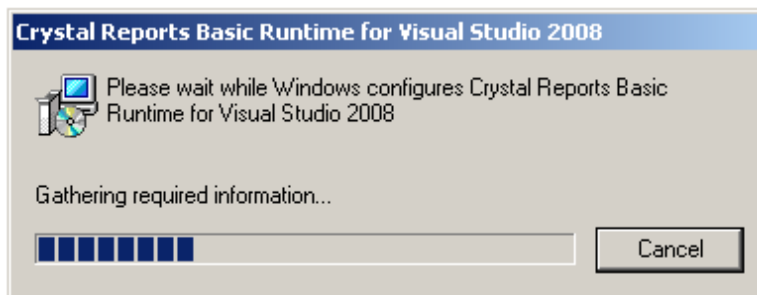 Crystal Reports Basic Runtime for Visual Studio 2008
Please wait while Windows configures Crystal Reports Basic
Runtime for Visual Studio 2008
Gathering required information...
Cancel